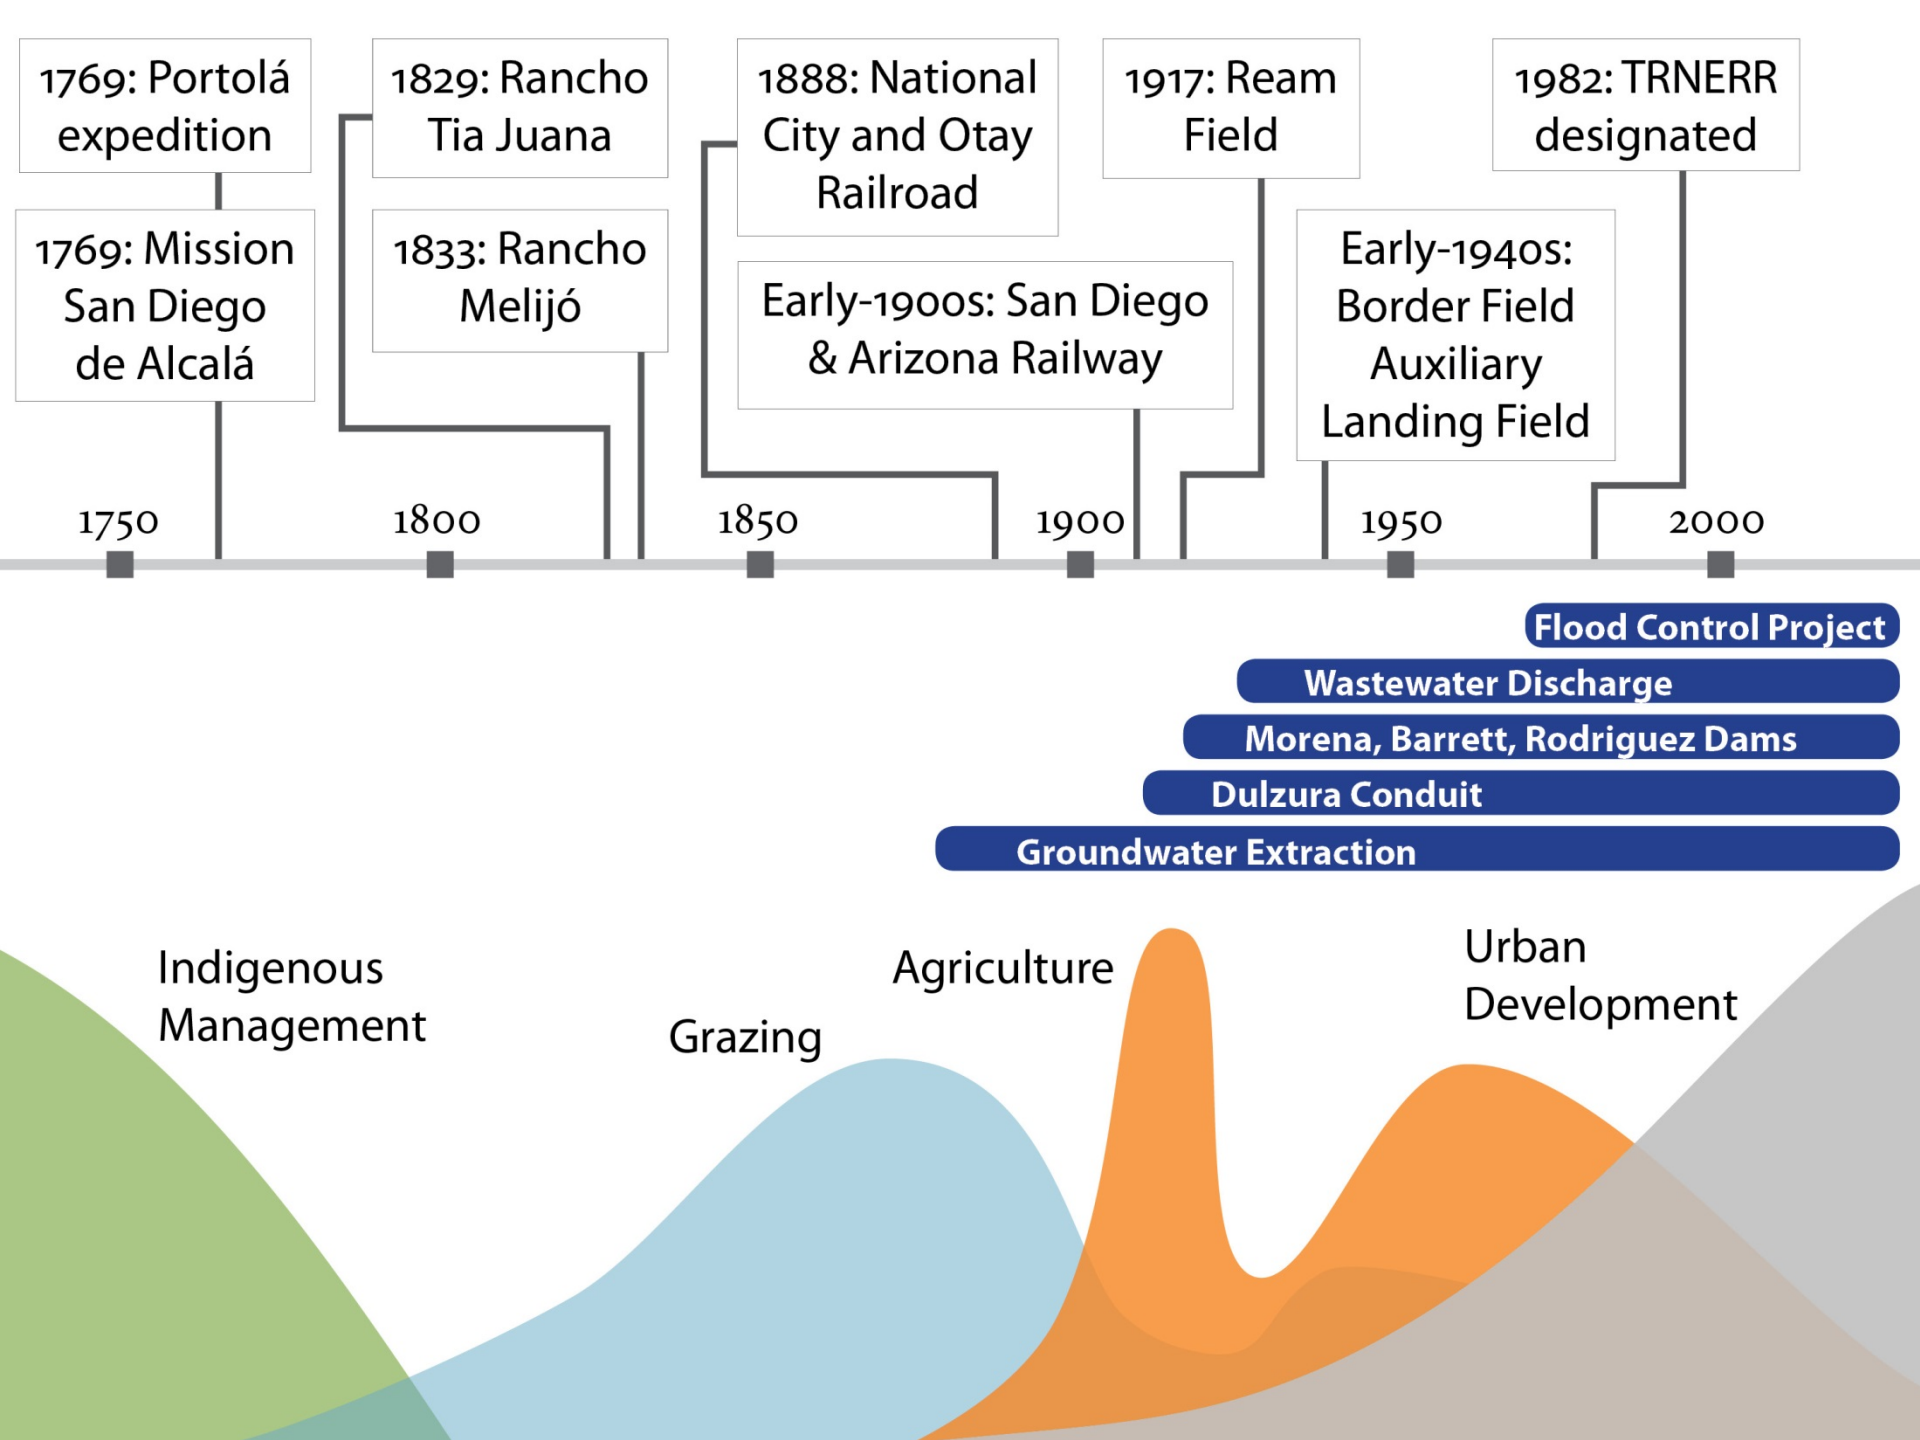 1769: Portolá
expedition
1769: Mission
San Diego
de Alcalá
1829: Rancho
Tia Juana
1833: Rancho
Melijó
1888: National
City and Otay
Railroad
Early-1900s: San Diego
& Arizona Railway
1917: Ream
Field
Early-1940s:
Border Field
Auxiliary
Landing Field
1982: TRNERR
designated
1750
1800
1850
1900
1950
2000
Flood Control Project
Wastewater Discharge
Morena, Barrett, Rodriguez Dams
Dulzura Conduit
Groundwater Extraction
Indigenous
Management
Grazing
Agriculture
Urban
Development